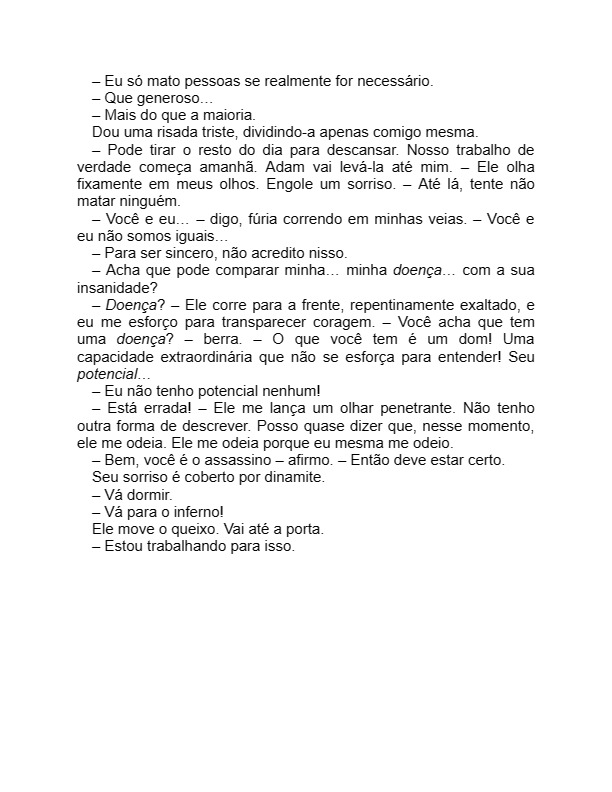 – Eu só mato pessoas se realmente for necessário.
– Que generoso…
– Mais do que a maioria.
Dou uma risada triste, dividindo-a apenas comigo mesma.
– Pode tirar o resto do dia para descansar. Nosso trabalho de
verdade começa amanhã. Adam vai levá-la até mim. – Ele olha
fixamente em meus olhos. Engole um sorriso. – Até lá, tente não
matar ninguém.
– Você e eu… – digo, fúria correndo em minhas veias. – Você e
eu não somos iguais…
– Para ser sincero, não acredito nisso.
– Acha que pode comparar minha… minha doença… com a sua
insanidade?
– Doença? – Ele corre para a frente, repentinamente exaltado, e
eu me esforço para transparecer coragem. – Você acha que tem
uma doença? – berra. – O que você tem é um dom! Uma
capacidade extraordinária que não se esforça para entender! Seu
potencial…
– Eu não tenho potencial nenhum!
– Está errada! – Ele me lança um olhar penetrante. Não tenho
outra forma de descrever. Posso quase dizer que, nesse momento,
ele me odeia. Ele me odeia porque eu mesma me odeio.
– Bem, você é o assassino – afirmo. – Então deve estar certo.
Seu sorriso é coberto por dinamite.
– Vá dormir.
– Vá para o inferno!
Ele move o queixo. Vai até a porta.
– Estou trabalhando para isso.